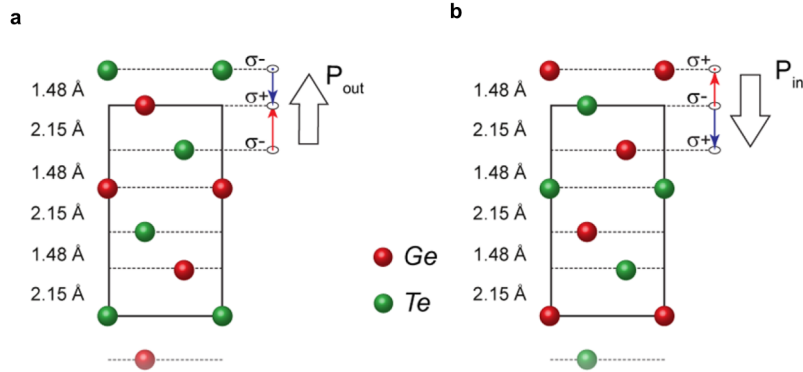 a
b
σ-
σ+
σ-
P out
1.48 Å
2.15 Å
1.48 Å
2.15 Å
1.48 Å
2.15 Å
Ge
Te
σ+
σ-
σ+
P in
1.48 Å
2.15 Å
1.48 Å
2.15 Å
1.48 Å
2.15 Å